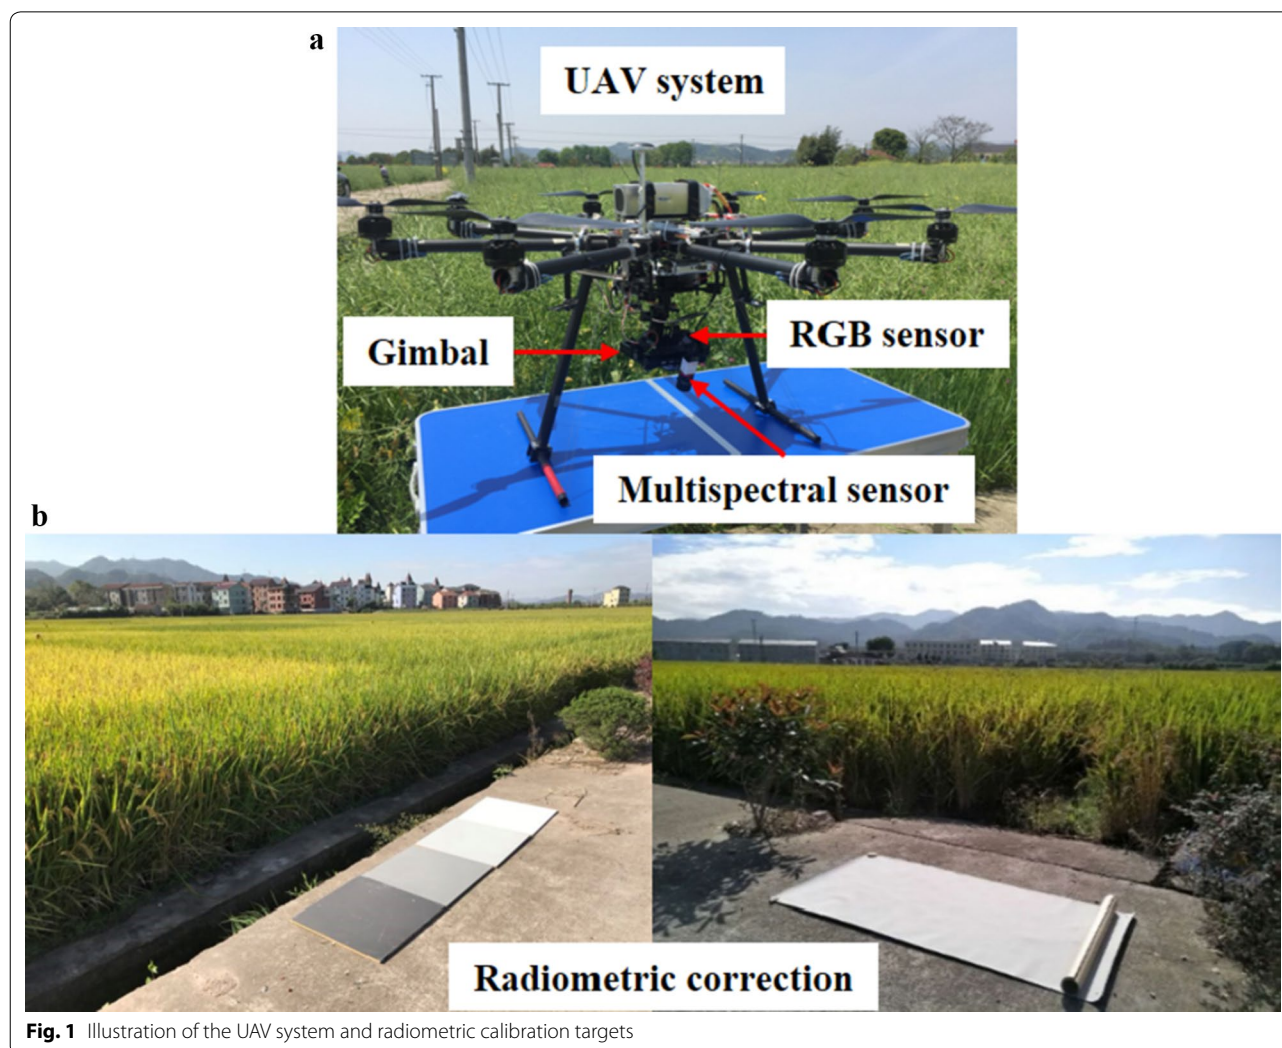 a
UAV system
Gimbal
RGB sensor
Multispectral sensor
b
Radiometric correction
Fig. 1 Illustration of the UAV system and radiometric calibration targets